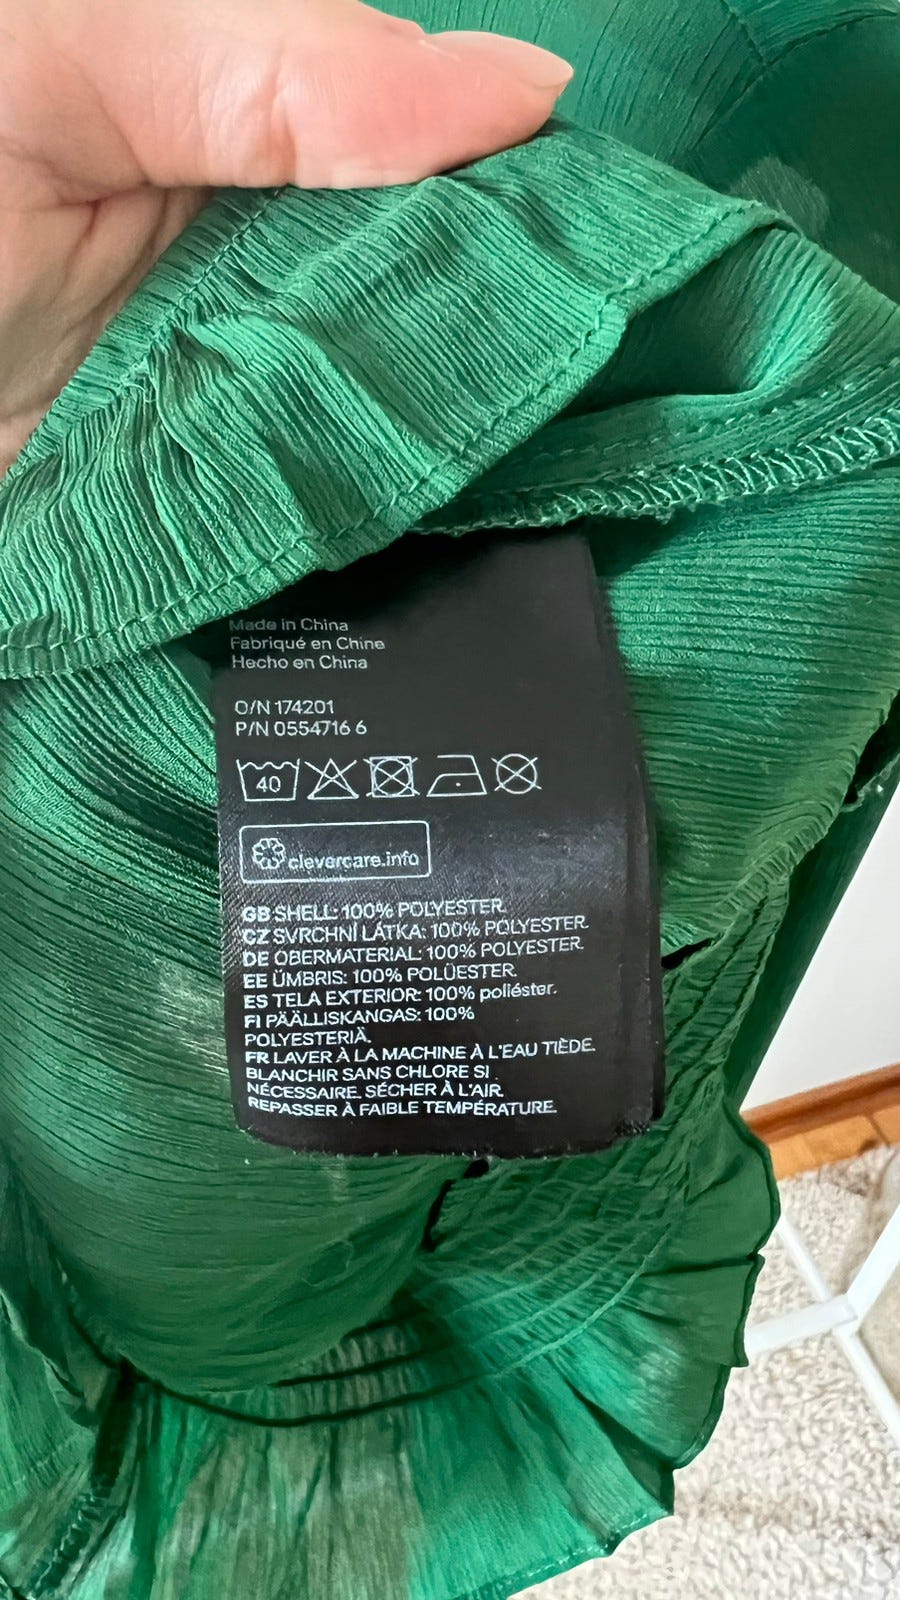 Made in China
Fabriqué en Chine
Hecho en China
O/N 174201
P/N 0554716 6
40
clevercare.info
GB SHELL: 100% POLYESTER.
CZ SVRCHNÍ LÁTKA: 100% POLYESTER.
DE OBERMATERIAL: 100% POLYESTER.
EE ÜMBRIS: 100% POLÜESTER.
ES TELA EXTERIOR: 100% poliéster.
FI PÄÄLLISKANGAS: 100%
POLYESTERIÄ.
FR LAVER À LA MACHINE À L'EAU TIÈDE.
BLANCHIR SANS CHLORE SI
NÉCESSAIRE. SÉCHER À L'AIR.
REPASSER À FAIBLE TEMPÉRATURE.